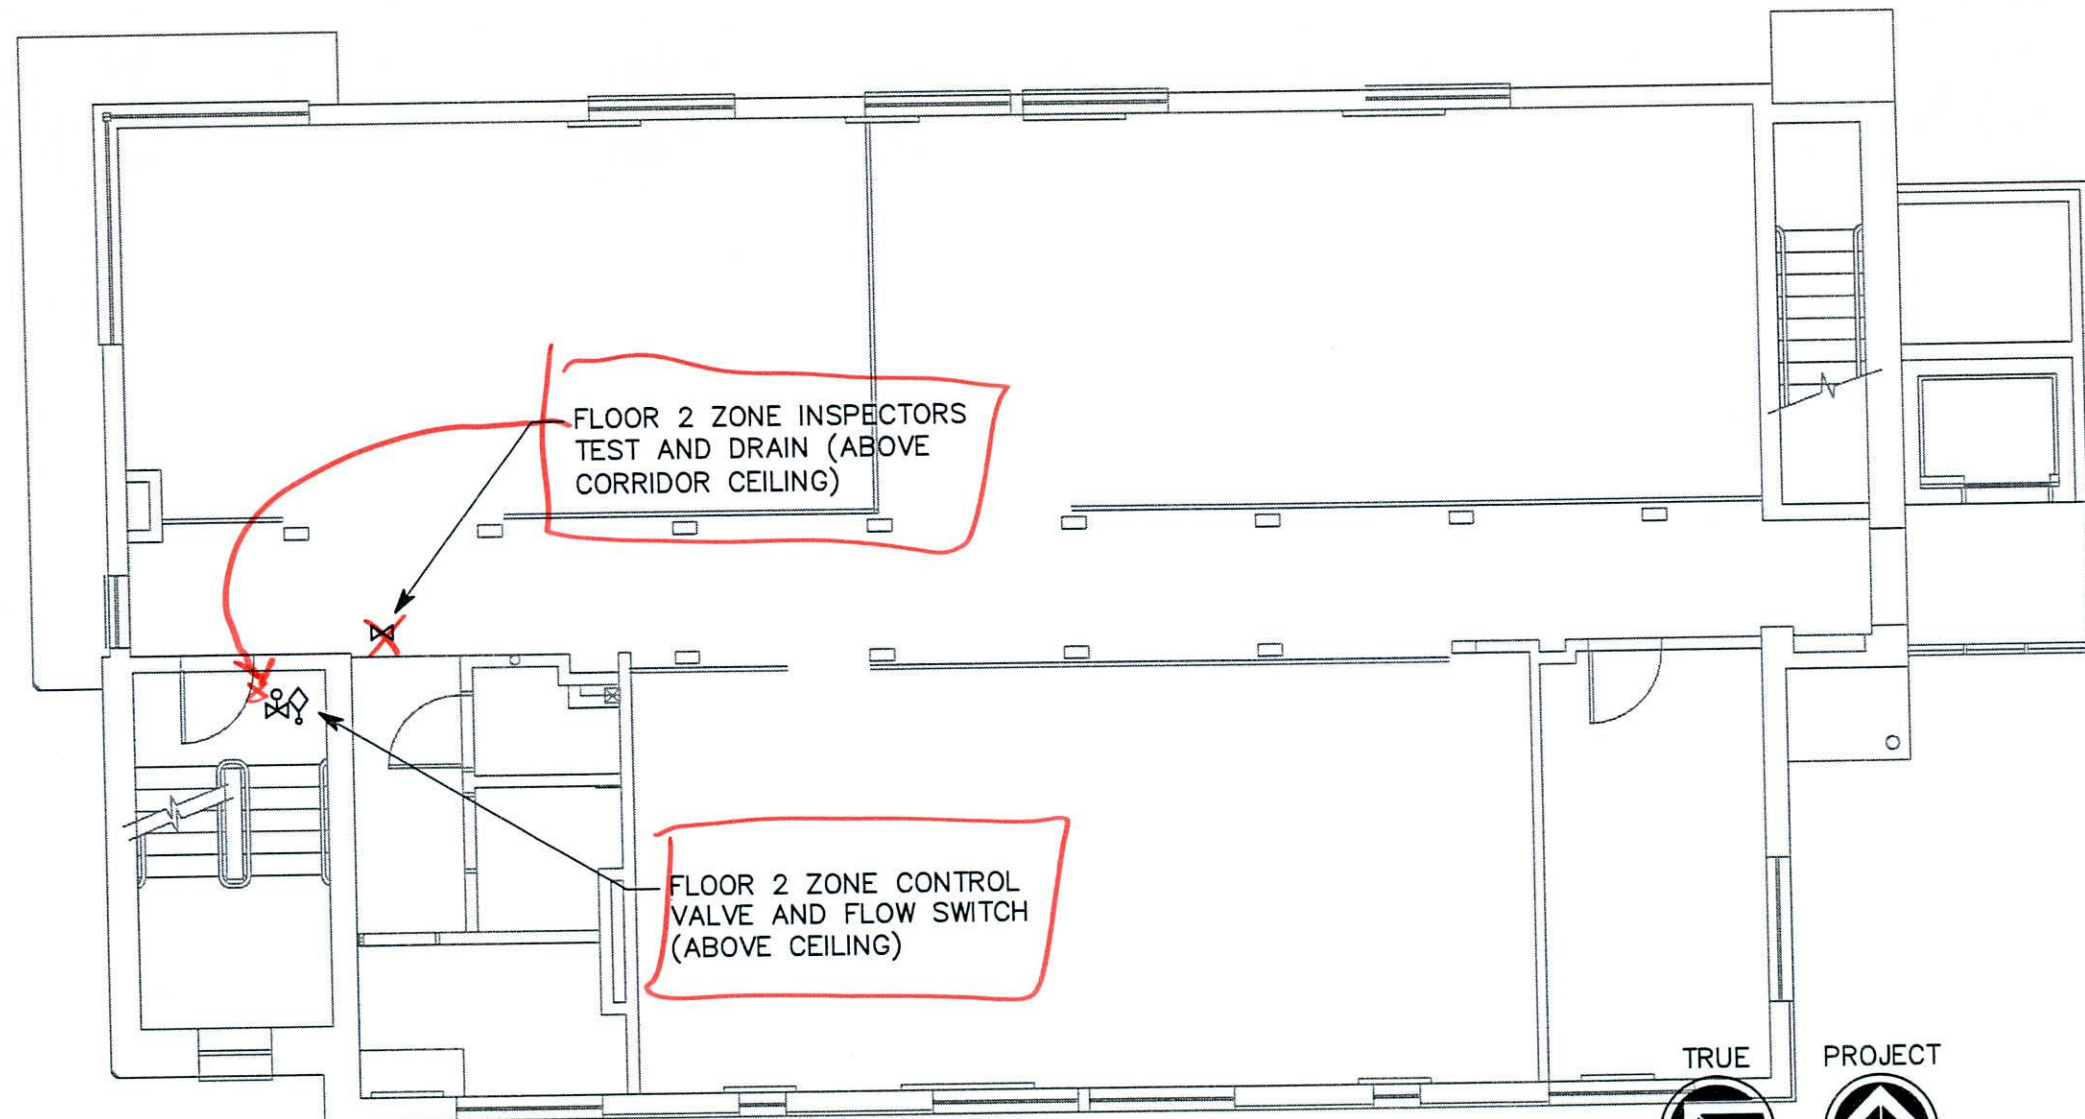 FLOOR 2 ZONE INSPECTORS
TEST AND DRAIN (ABOVE
CORRIDOR CEILING)
FLOOR 2 ZONE CONTROL
VALVE AND FLOW SWITCH
(ABOVE CEILING)
TRUE
PROJECT